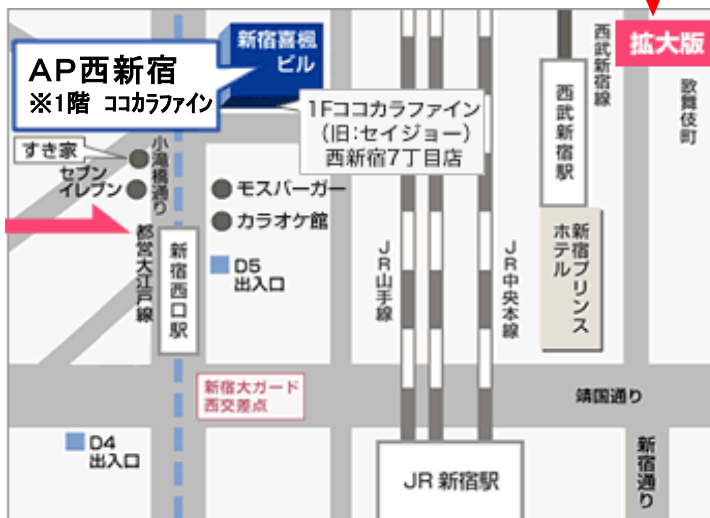 拡大版
新宿喜楓
ビル
AP西新宿
※1階 ココカラファイン
1Fココカラファイン
(旧:セイジョー)
西新宿7丁目店
西武新宿線
歌舞伎町
西武新宿駅
すき家
小滝橋通り
セブン
イレブン
モスバーガー
カラオケ館
都営大江戸線
新宿西口駅
D5
出入口
JR山手線
JR中央本線
新宿プリンス
ホテル
新宿大ガード
西交差点
靖国通り
D4
出入口
JR 新宿駅
新宿通り